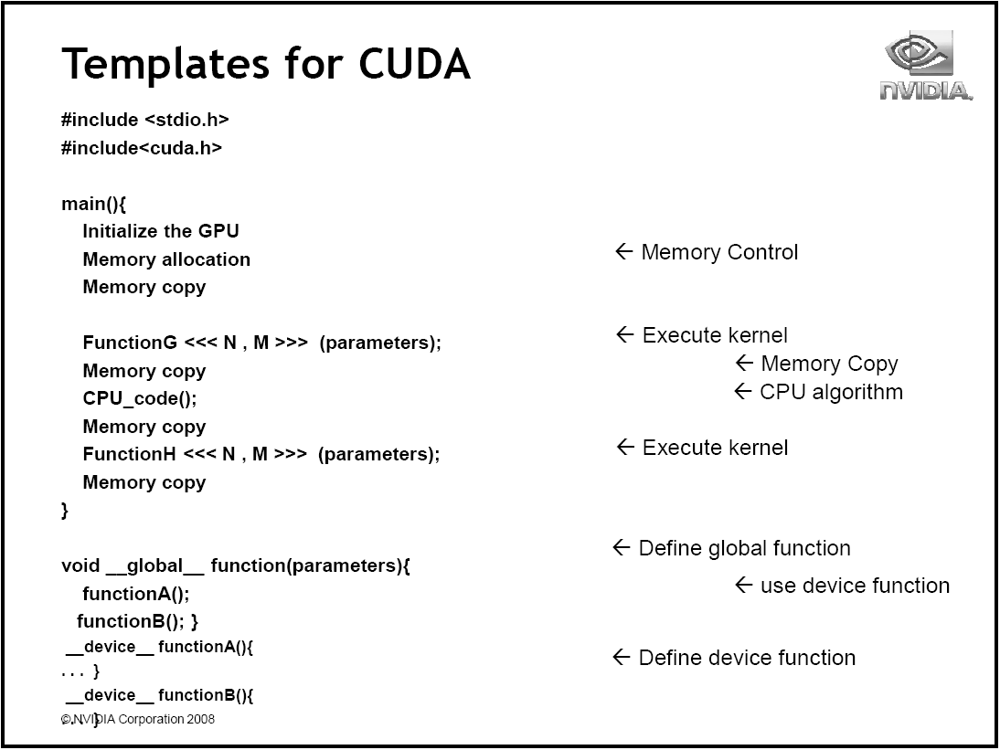 Templates for CUDA
nVIDIA.
#include <stdio.h>
#include<cuda.h>
main(){
Initialize the GPU
Memory allocation
← Memory Control
Memory copy
FunctionG <<< N , M >>> (parameters);
← Execute kernel
Memory copy
← Memory Copy
CPU_code();
← CPU algorithm
Memory copy
FunctionH <<< N , M >>> (parameters);
← Execute kernel
Memory copy
}
← Define global function
void __global__ function(parameters){
functionA();
← use device function
functionB(); }
__device__ functionA(){
← Define device function
... }
__device__ functionB(){
... }
© NVIDIA Corporation 2008